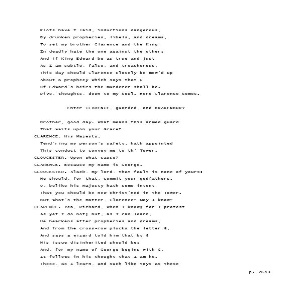 Plots have I laid, inductions dangerous,
By drunken prophecies, libels, and dreams,
To set my brother Clarence and the King
In deadly hate the one against the other;
And if King Edward be as true and just
As I am subtle, false, and treacherous,
This day should Clarence closely be mew'd up
About a prophecy which says that G
Of Edward's heirs the murderer shall be.
Dive, thoughts, down to my soul. Here Clarence comes.
Enter CLARENCE, guarded, and BRAKENBURY
Brother, good day. What means this armed guard
That waits upon your Grace?
CLARENCE. His Majesty,
Tend'ring my person's safety, hath appointed
This conduct to convey me to th' Tower.
GLOUCESTER. Upon what cause?
CLARENCE. Because my name is George.
GLOUCESTER. Alack, my lord, that fault is none of yours:
He should, for that, commit your godfathers.
O, belike his Majesty hath some intent
That you should be new christ'ned in the Tower.
But what's the matter, Clarence? May I know?
CLARENCE. Yea, Richard, when I know; for I protest
As yet I do not; but, as I can learn,
He hearkens after prophecies and dreams,
And from the cross-row plucks the letter G,
And says a wizard told him that by G
His issue disinherited should be;
And, for my name of George begins with G,
It follows in his thought that I am he.
These, as I learn, and such like toys as these